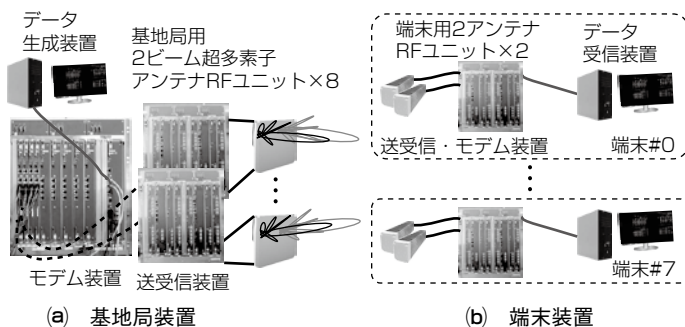 データ
生成装置
基地局用
2ビーム超多素子
アンテナRFユニット×8
モデム装置
送受信装置
(a) 基地局装置
端末用2アンテナ
RFユニット×2
データ
受信装置
送受信・モデム装置
端末#0
端末#7
(b) 端末装置